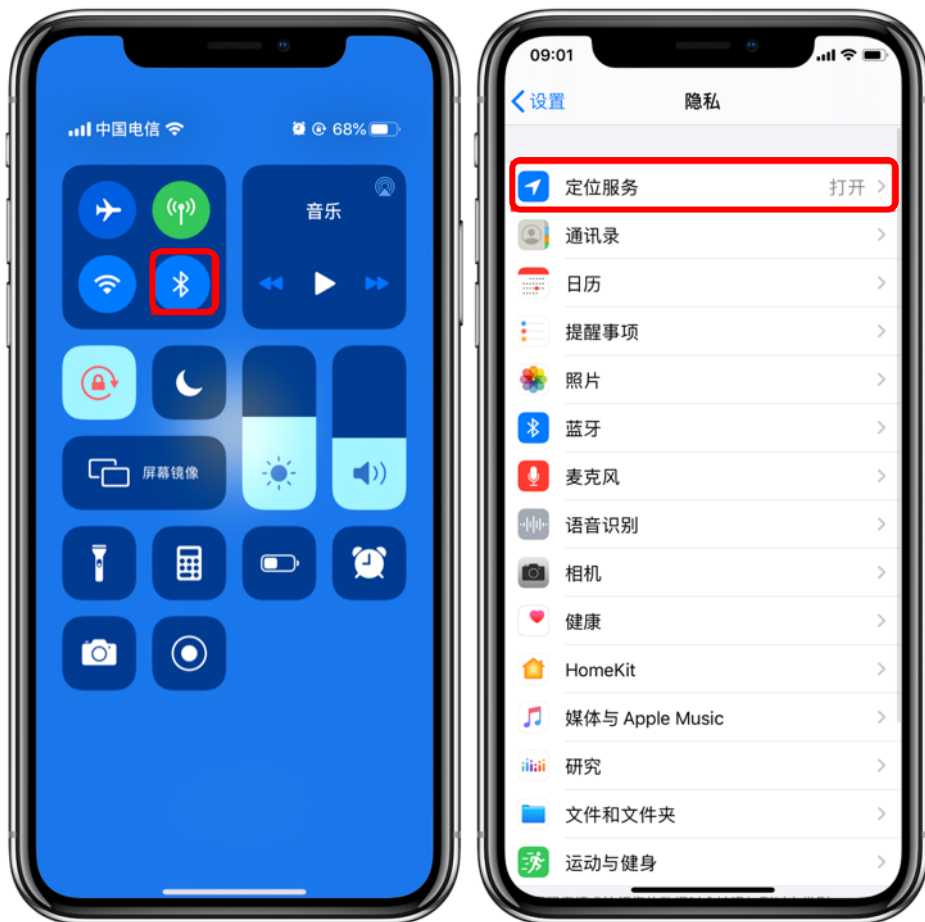 中国电信
68%
音乐
屏幕镜像
09:01
设置
隐私
定位服务
打开
通讯录
日历
提醒事项
照片
蓝牙
麦克风
语音识别
相机
健康
HomeKit
媒体与 Apple Music
研究
文件和文件夹
运动与健身